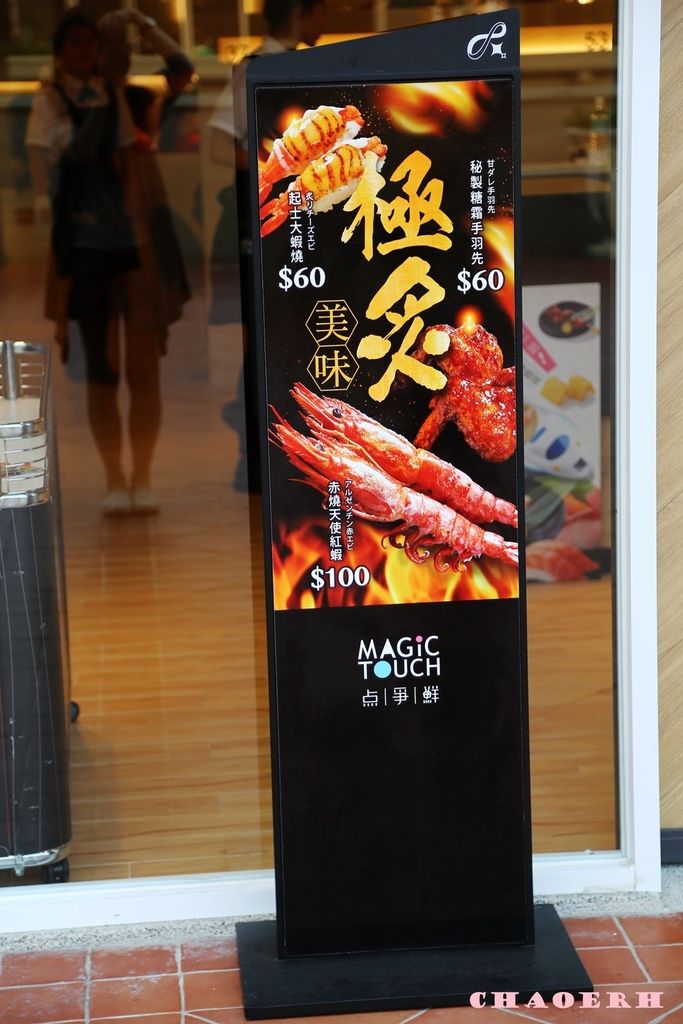 極炙
美味
炙りチーズエビ
起士大蝦燒
$60
甘ダレ手羽先
秘製糖霜手羽先
$60
アルゼンチン赤エビ
赤燒天使紅蝦
$100
MAGiC
TOUCH
点|爭|鮮
53
CHAOERH